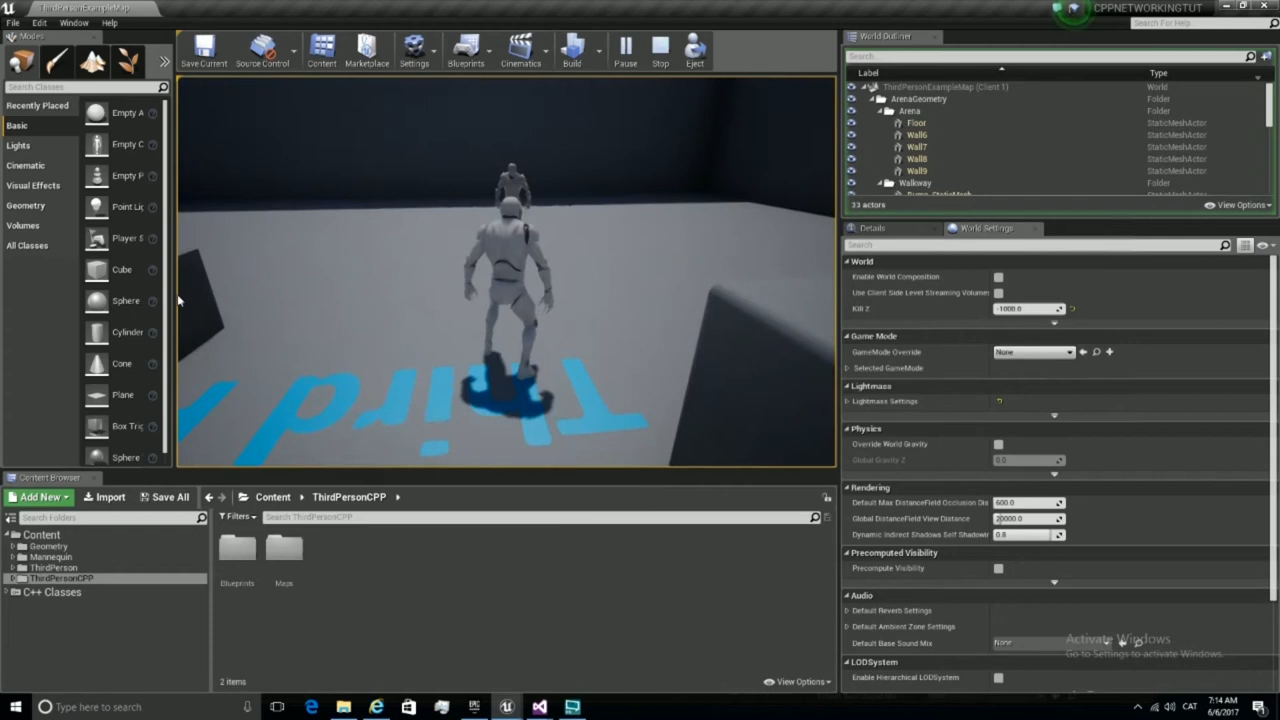 ThirdPersonExampleMap
CPPNETWORKINGTUT
File Edit Window Help
Search For Help
Modes
Search Classes
Recently Placed
Basic
Lights
Cinematic
Visual Effects
Geometry
Volumes
All Classes
Empty A
Empty C
Empty P
Point Lig
Player S
Cube
Sphere
Cylinder
Cone
Plane
Box Trig
Sphere
Save Current
Source Control
Content
Marketplace
Settings
Blueprints
Cinematics
Build
Pause
Stop
Eject
Third
World Outliner
Search
Label Type
ThirdPersonExampleMap (Client 1) World
ArenaGeometry Folder
Arena Folder
Floor StaticMeshActor
Wall6 StaticMeshActor
Wall7 StaticMeshActor
Wall8 StaticMeshActor
Wall9 StaticMeshActor
Walkway Folder
Bump_StaticMesh StaticMeshActor
33 actors View Options
Details World Settings
Search
World
Enable World Composition
Use Client Side Level Streaming Volumes
Kill Z -1000.0
Game Mode
GameMode Override None
Selected GameMode
Lightmass
Lightmass Settings
Physics
Override World Gravity
Global Gravity Z 0.0
Rendering
Default Max DistanceField Occlusion Dis 600.0
Global DistanceField View Distance 20000.0
Dynamic Indirect Shadows Self Shadowin 0.8
Precomputed Visibility
Precompute Visibility
Audio
Default Reverb Settings
Default Ambient Zone Settings
Default Base Sound Mix None
LODSystem
Enable Hierarchical LODSystem
Activate Windows
Go to Settings to activate Windows.
Content Browser
Add New Import Save All Content ThirdPersonCPP
Search Folders
Filters Search ThirdPersonCPP
Content
Geometry
Mannequin
ThirdPerson
ThirdPersonCPP
C++ Classes
Blueprints Maps
2 items View Options
Type here to search
CAT
7:14 AM
6/6/2017